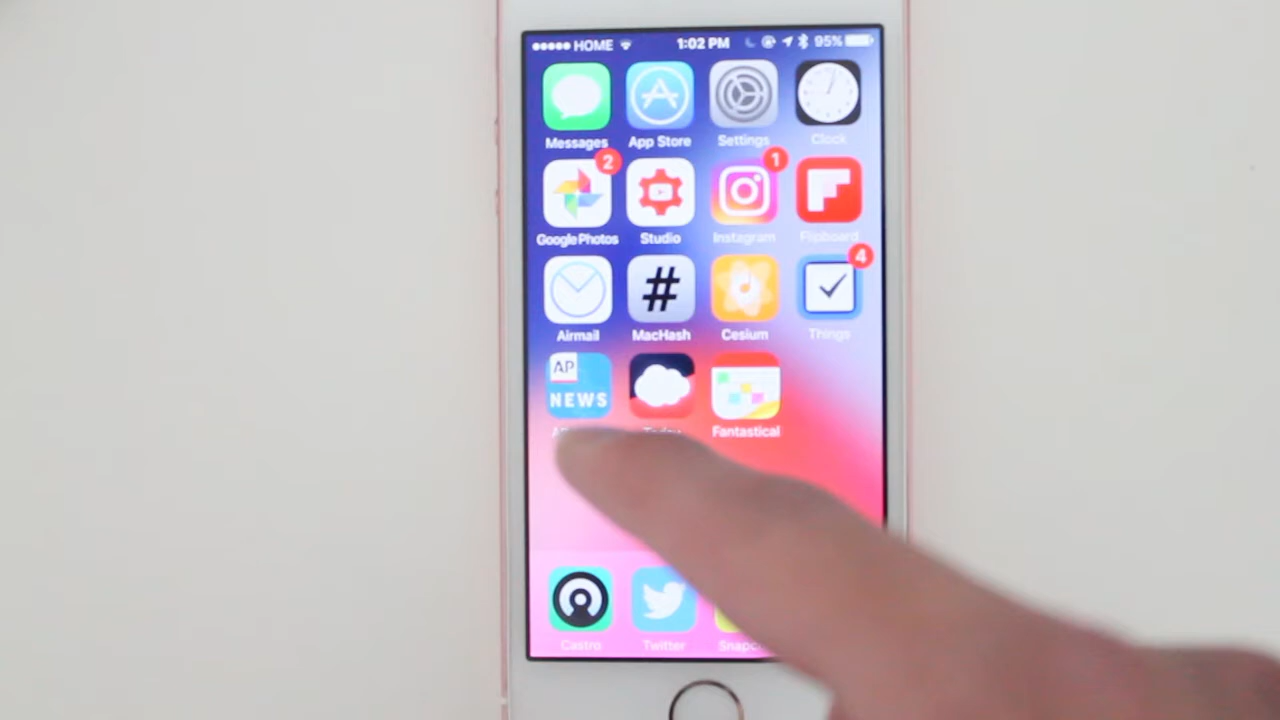 HOME 1:02 PM 95%
Messages App Store Settings Clock
2 1
Google Photos Studio Instagram Flipboard
4
Airmail MacHash Cesium Things
AP
NEWS
Today Fantastical
Castro Twitter